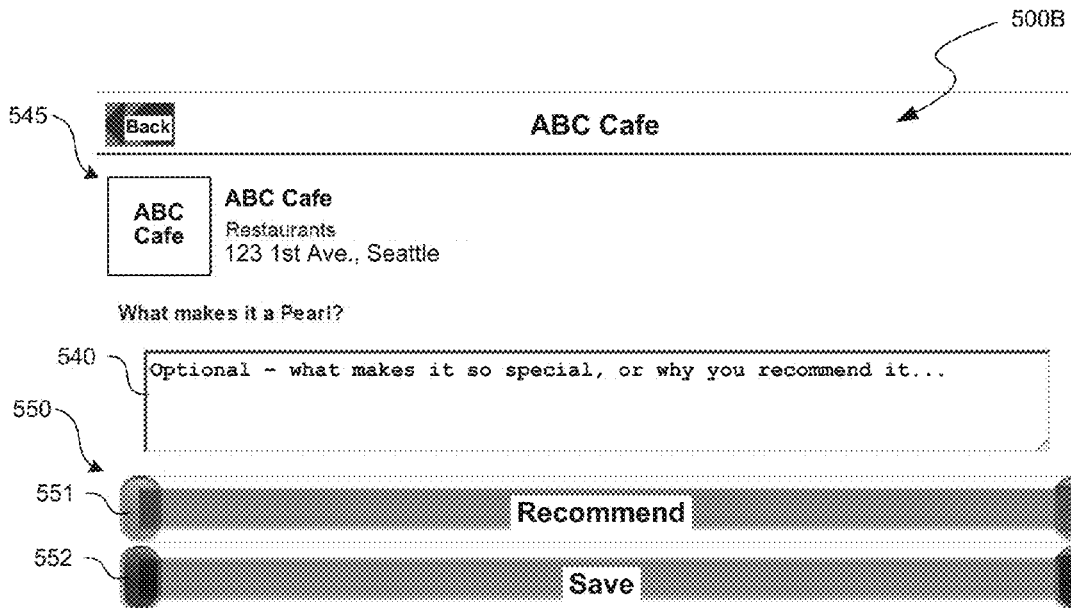 500B
545
Back
ABC Cafe
ABC
Cafe
ABC Cafe
Restaurants
123 1st Ave., Seattle
What makes it a Pearl?
540
Optional - what makes it so special, or why you recommend it...
550
551
Recommend
552
Save